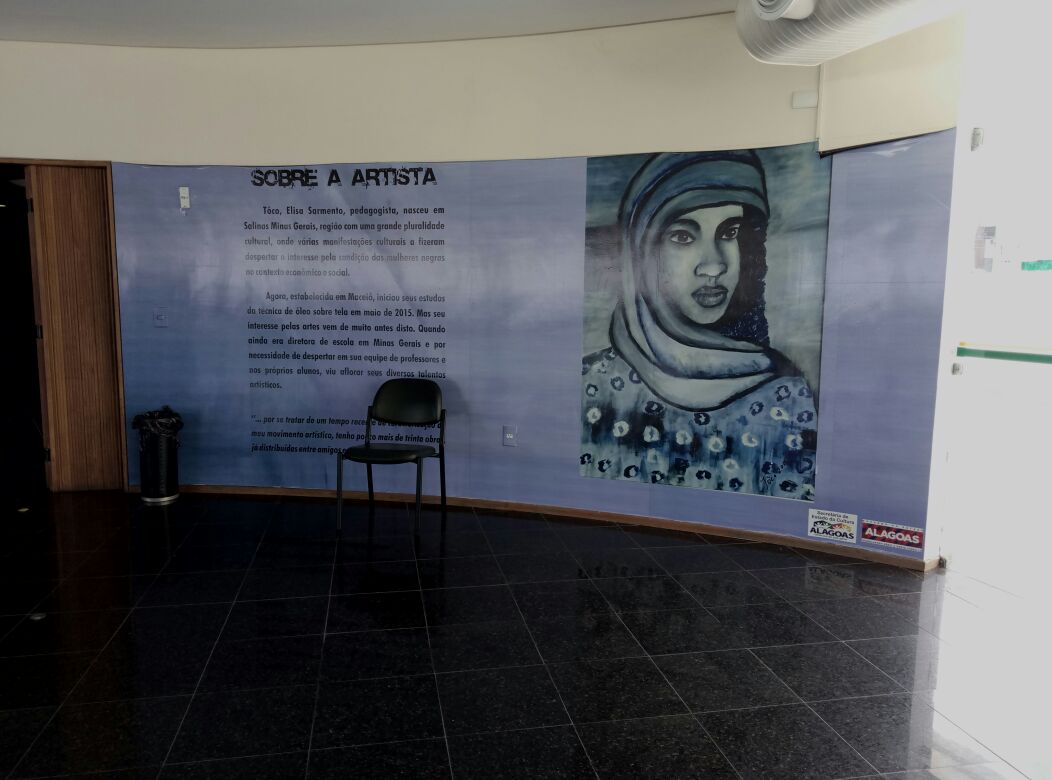 SOBRE A ARTISTA
Tôco, Elisa Sarmento, pedagogista, nasceu em
Salinas Minas Gerais, região com uma grande pluralidade
cultural, onde várias manifestações culturais a fizeram
despertar o interesse pela condição das mulheres negras
no contexto econômico e social.
Agora, estabelecida em Maceió, iniciou seus estudos
da técnica de óleo sobre tela em maio de 2015. Mas seu
interesse pelas artes vem de muito antes disto. Quando
ainda era diretora de escola em Minas Gerais e por
necessidade de despertar em sua equipe de professores e
nos próprios alunos, viu aflorar seus diversos talentos
artísticos.
"... por se tratar de um tempo
meu movimento artístico, tenho mais de trinta
já distribuídas entre amigos
Secretaria de
Estado da Cultura
ALAGOAS
ALAGOAS